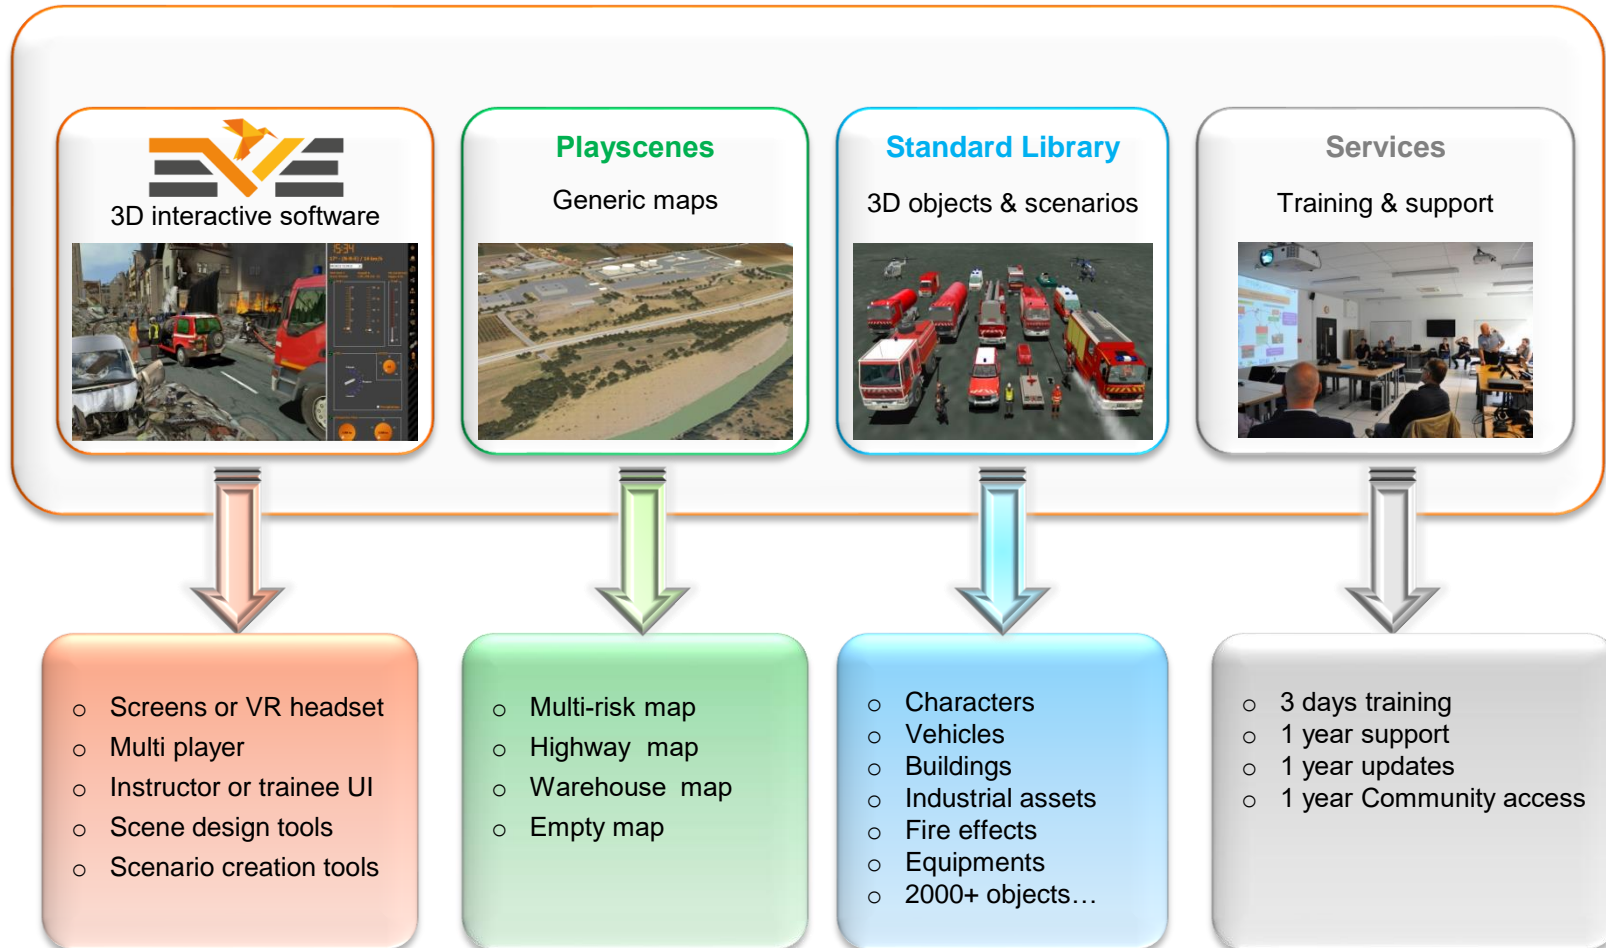 EVE
3D interactive software
15:34
Playscenes
Generic maps
Standard Library
3D objects & scenarios
Services
Training & support
o Screens or VR headset
o Multi player
o Instructor or trainee UI
o Scene design tools
o Scenario creation tools
o Multi-risk map
o Highway map
o Warehouse map
o Empty map
o Characters
o Vehicles
o Buildings
o Industrial assets
o Fire effects
o Equipments
o 2000+ objects…
o 3 days training
o 1 year support
o 1 year updates
o 1 year Community access